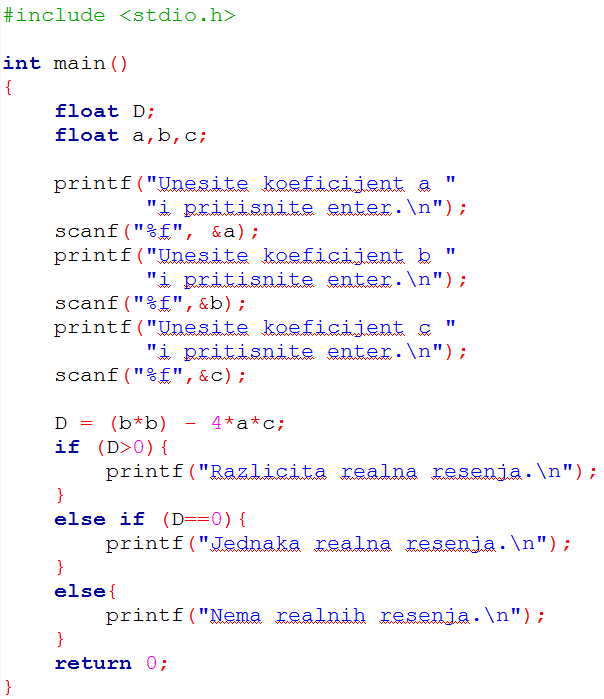 #include <stdio.h>

int main()
{
    float D;
    float a,b,c;

    printf("Unesite koeficijent a "
           "i pritisnite enter.\n");
    scanf("%f", &a);
    printf("Unesite koeficijent b "
           "i pritisnite enter.\n");
    scanf("%f",&b);
    printf("Unesite koeficijent c "
           "i pritisnite enter.\n");
    scanf("%f",&c);

    D = (b*b) - 4*a*c;
    if (D>0){
        printf("Razlicita realna resenja.\n");
    }
    else if (D==0){
        printf("Jednaka realna resenja.\n");
    }
    else{
        printf("Nema realnih resenja.\n");
    }
    return 0;
}